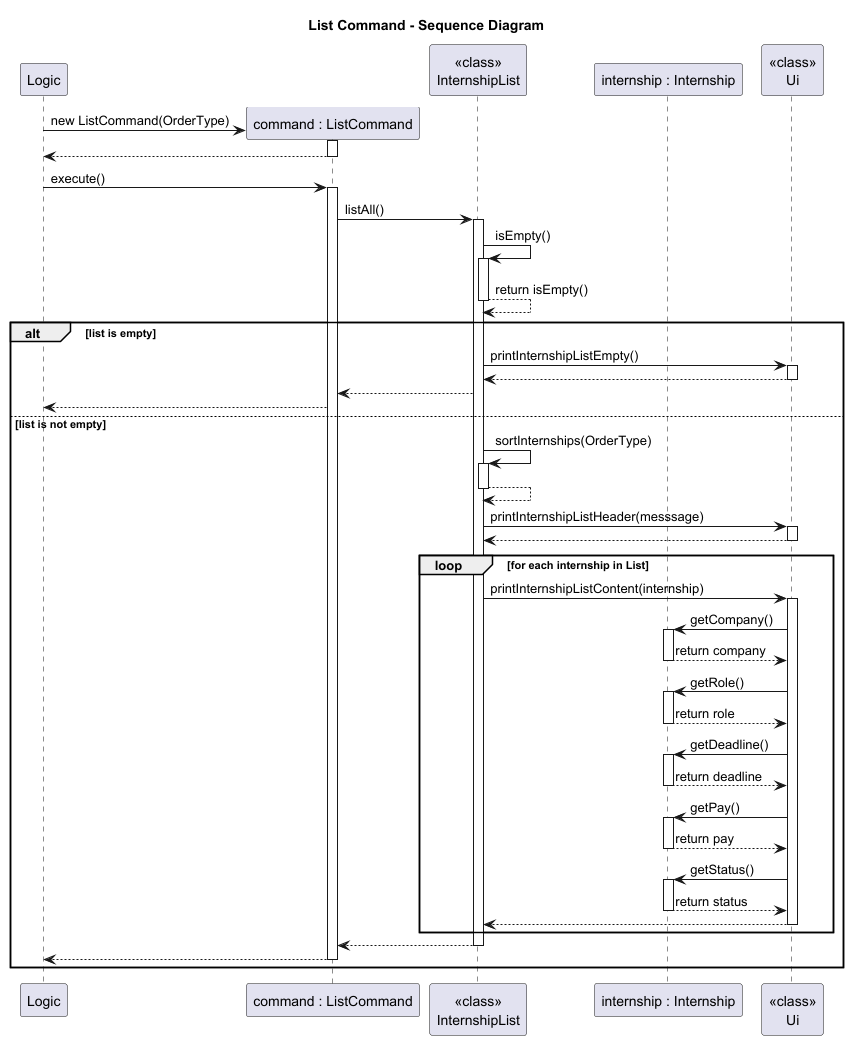 List Command - Sequence Diagram
«class»
«class»
Logic
InternshipList
internship : Internship
Ui
new ListCommand(OrderType)
command : ListCommand
execute()
listAll()
isEmpty()
return isEmpty()
alt
[list is empty]
printInternshipListEmpty()
[list is not empty]
sortInternships(OrderType)
printInternshipListHeader(messsage)
loop
[for each internship in List]
printInternshipListContent(internship)
getCompany()
return company
getRole()
return role
getDeadline()
return deadline
getPay()
return pay
getStatus()
return status
Logic
command : ListCommand
«class»
InternshipList
internship : Internship
«class»
Ui